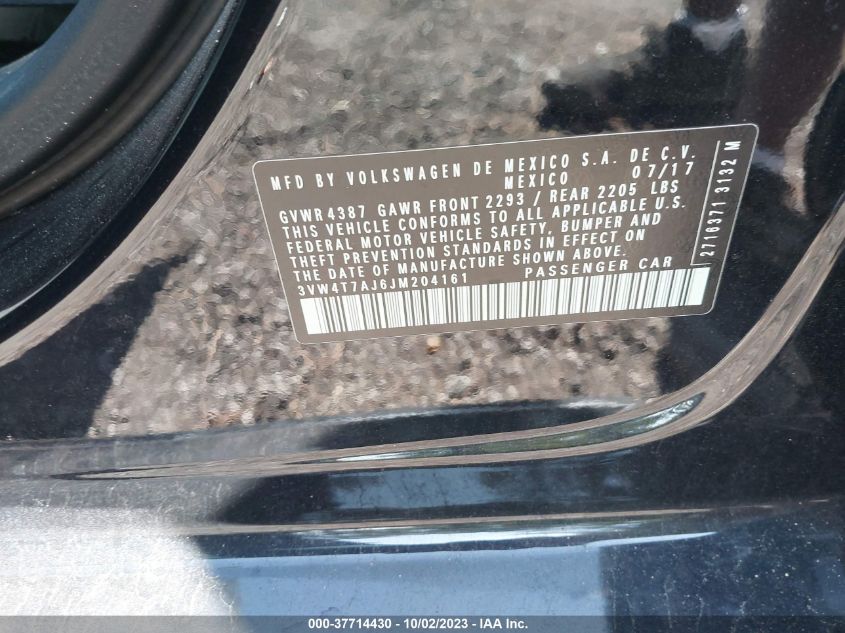 MFD BY VOLKSWAGEN DE MEXICO S.A. DE C.V.
MEXICO 07/17
GVWR 4387 GAWR FRONT 2293 / REAR 2205 LBS
THIS VEHICLE CONFORMS TO ALL APPLICABLE U.S.
FEDERAL MOTOR VEHICLE SAFETY, BUMPER AND
THEFT PREVENTION STANDARDS IN EFFECT ON
THE DATE OF MANUFACTURE SHOWN ABOVE.
3VW4T7AJ6JM204161 PASSENGER CAR
2716371 3132 M
000-37714430 - 10/02/2023 - IAA Inc.